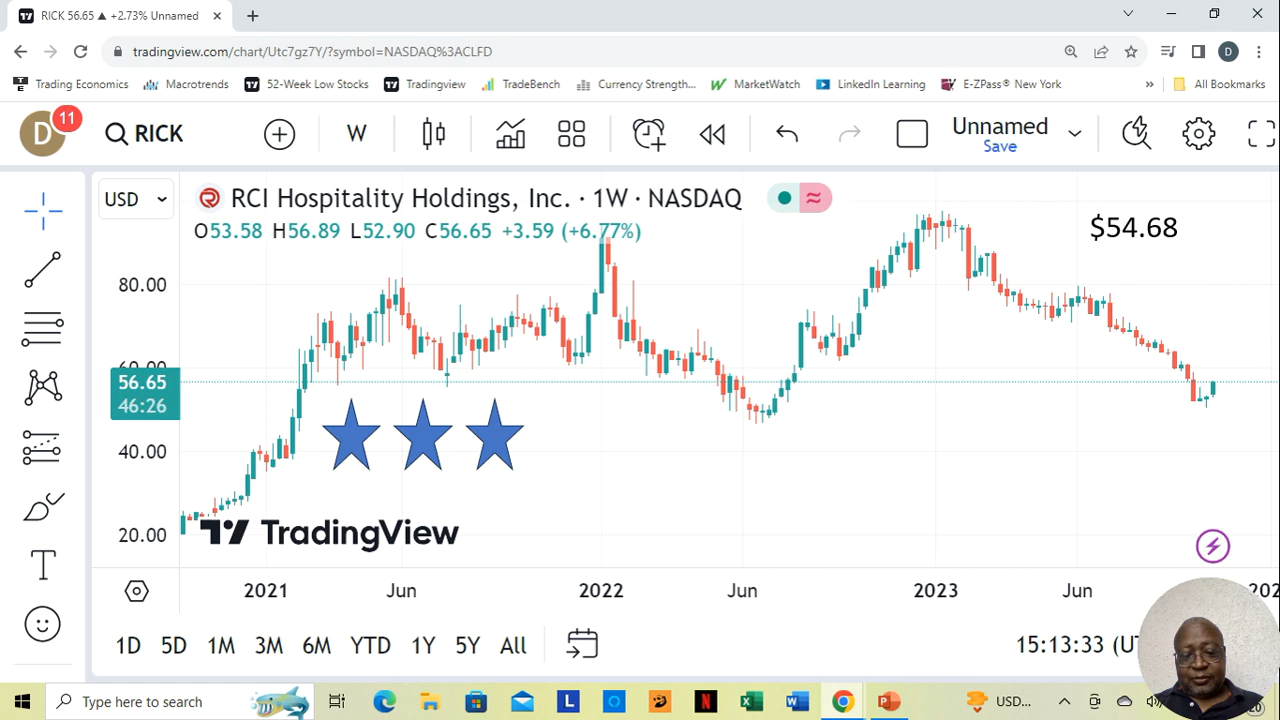 RICK 56.65 ▲ +2.73% Unnamed
tradingview.com/chart/Utc7gz7Y/?symbol=NASDAQ%3ACLFD
D
Trading Economics
Macrotrends
52-Week Low Stocks
Tradingview
TradeBench
Currency Strength...
MarketWatch
LinkedIn Learning
E-ZPass® New York
»
All Bookmarks
D
11
RICK
W
Unnamed
Save
USD
RCI Hospitality Holdings, Inc. · 1W · NASDAQ
O53.58 H56.89 L52.90 C56.65 +3.59 (+6.77%)
$54.68
80.00
60.00
56.65
46:26
40.00
20.00
TradingView
2021
Jun
2022
Jun
2023
Jun
1D 5D 1M 3M 6M YTD 1Y 5Y All
15:13:33 (UT
Type here to search
USD...